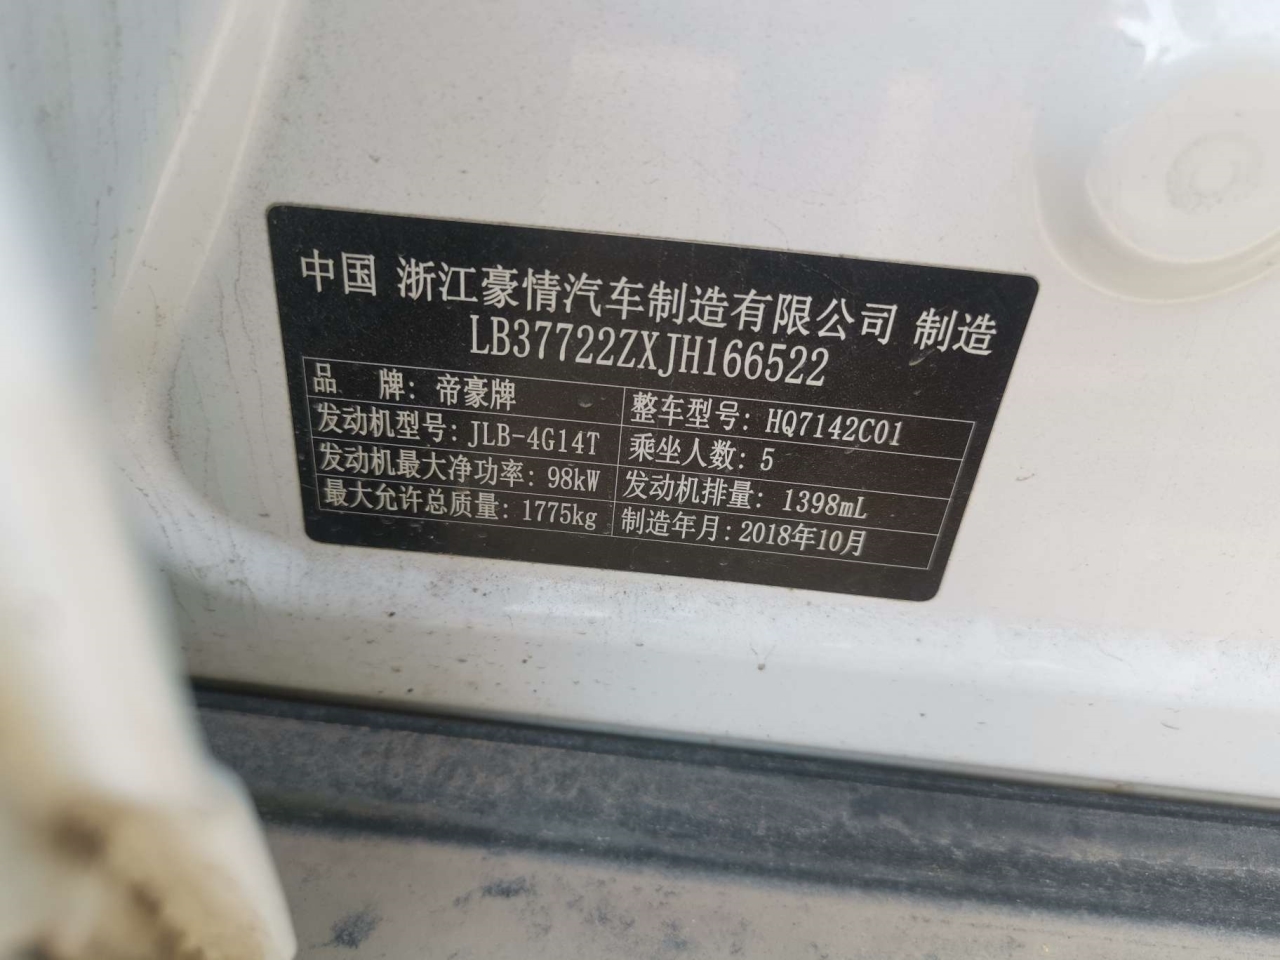 中国 浙江豪情汽车制造有限公司 制造
LB37722ZXJH166522
品 牌: 帝豪牌 整车型号: HQ7142C01
发动机型号: JLB-4G14T 乘坐人数: 5
发动机最大净功率: 98kW 发动机排量: 1398mL
最大允许总质量: 1775kg 制造年月: 2018年10月